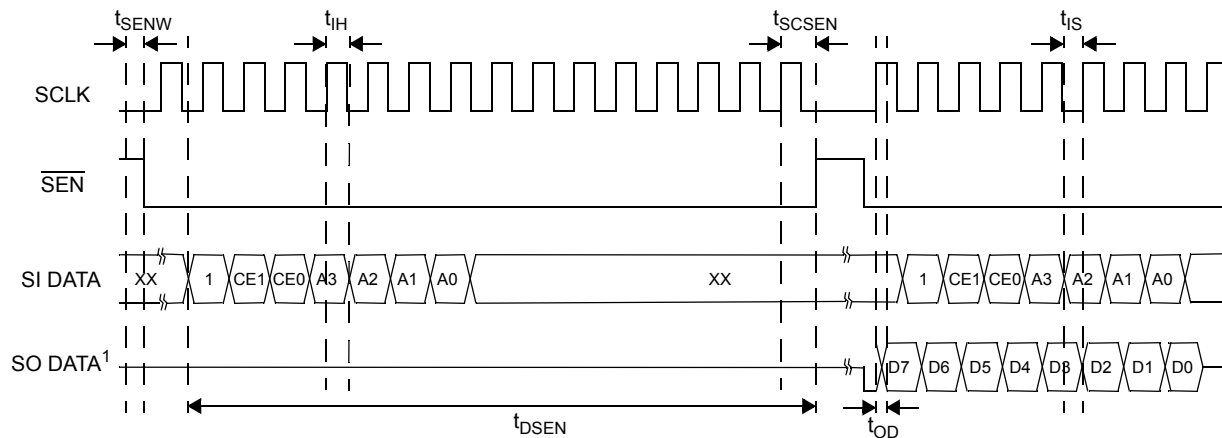 tSENW tIH tSCSEN tIS
SCLK
SEN
SI DATA XX 1 CE1 CE0 A3 A2 A1 A0 XX 1 CE1 CE0 A3 A2 A1 A0
SO DATA1 D7 D6 D5 D4 D3 D2 D1 D0
tDSEN tOD